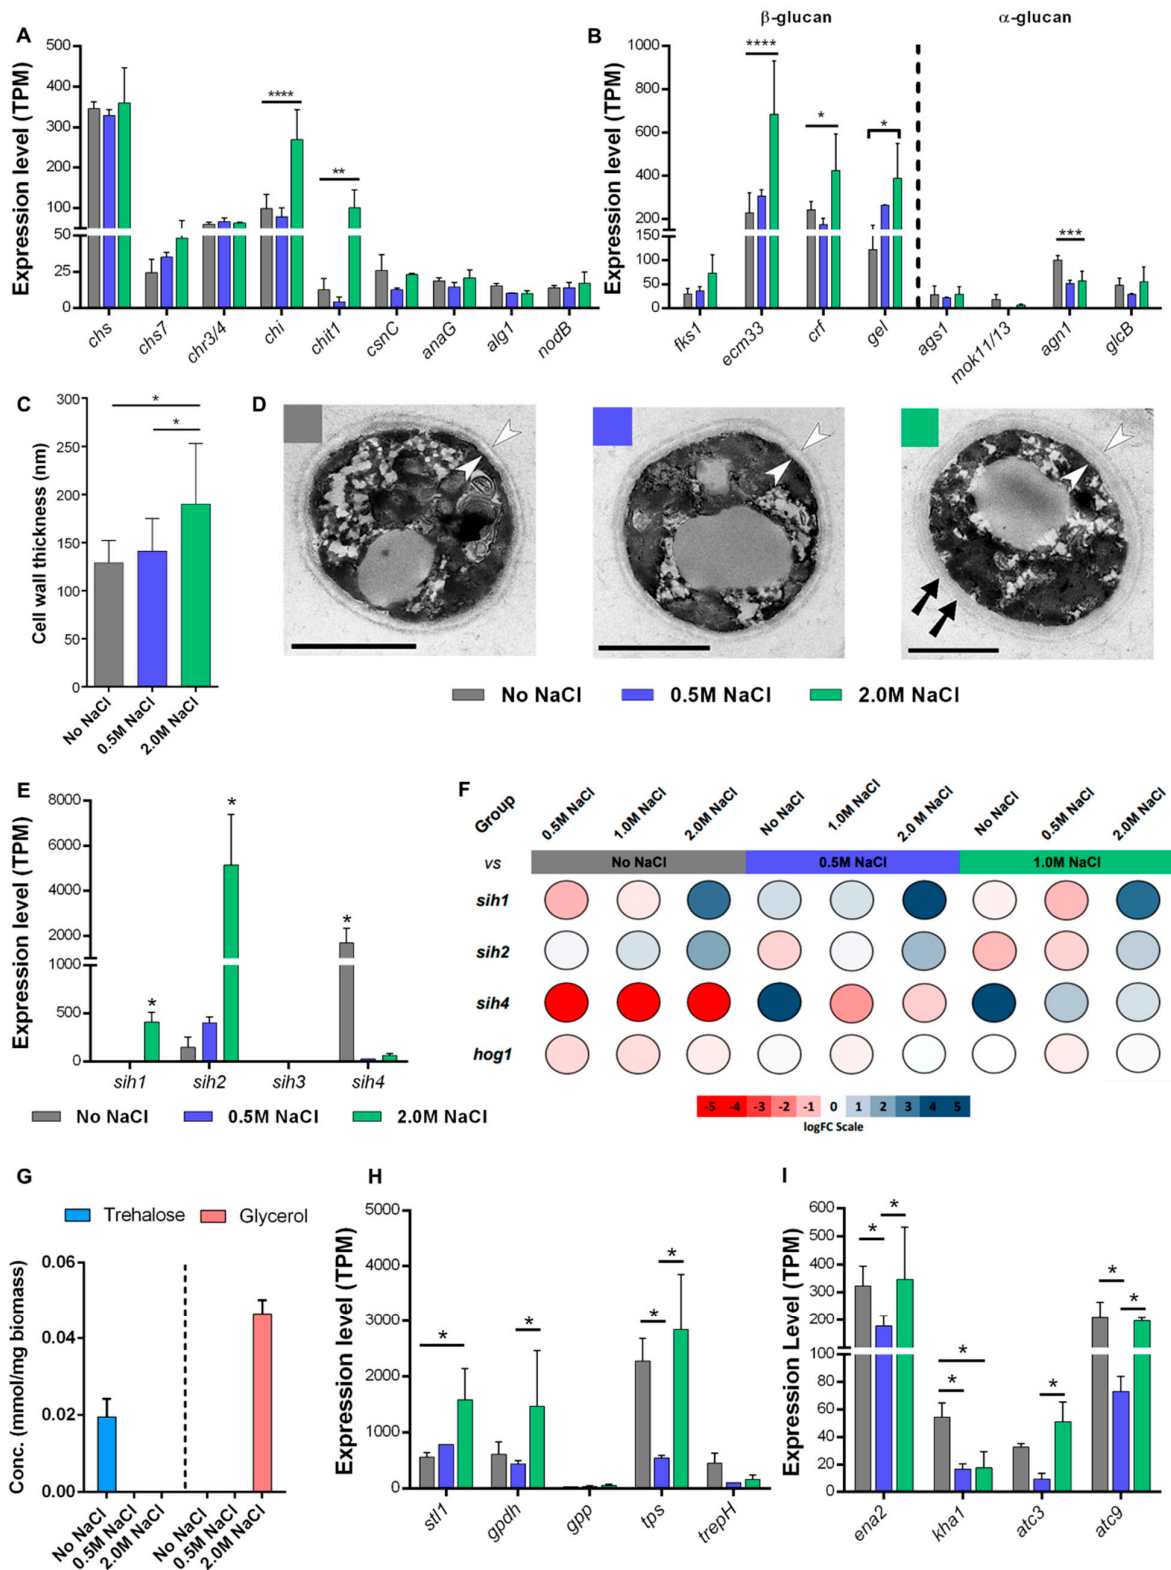 A
Expression level (TPM)
500
400
300
200
100
50
25
0
****
**
chs
chs7
chr3/4
chi
chit1
csnC
anaG
alg1
nodB
B
β-glucan
α-glucan
Expression level (TPM)
1000
800
600
400
200
150
100
50
0
****
*
*
***
fks1
ecm33
crf
gel
ags1
mok11/13
agn1
glcB
C
Cell wall thickness (nm)
300
250
200
150
100
50
0
*
*
No NaCl
0.5M NaCl
2.0M NaCl
D
No NaCl
0.5M NaCl
2.0M NaCl
E
Expression level (TPM)
8000
6000
4000
2000
1000
500
0
*
*
*
sih1
sih2
sih3
sih4
No NaCl
0.5M NaCl
2.0M NaCl
F
Group
0.5M NaCl
1.0M NaCl
2.0M NaCl
No NaCl
1.0M NaCl
2.0 M NaCl
No NaCl
0.5M NaCl
2.0M NaCl
vs
No NaCl
0.5M NaCl
1.0M NaCl
sih1
sih2
sih4
hog1
-5 -4 -3 -2 -1 0 1 2 3 4 5
logFC Scale
G
Trehalose
Glycerol
Conc. (mmol/mg biomass)
0.06
0.04
0.02
0.00
No NaCl
0.5M NaCl
2.0M NaCl
No NaCl
0.5M NaCl
2.0M NaCl
H
Expression level (TPM)
5000
4000
3000
2000
1000
0
*
*
*
*
stl1
gpdh
gpp
tps
trepH
I
Expression Level (TPM)
600
500
400
300
200
100
80
60
40
20
0
*
*
*
*
*
*
*
ena2
kha1
atc3
atc9